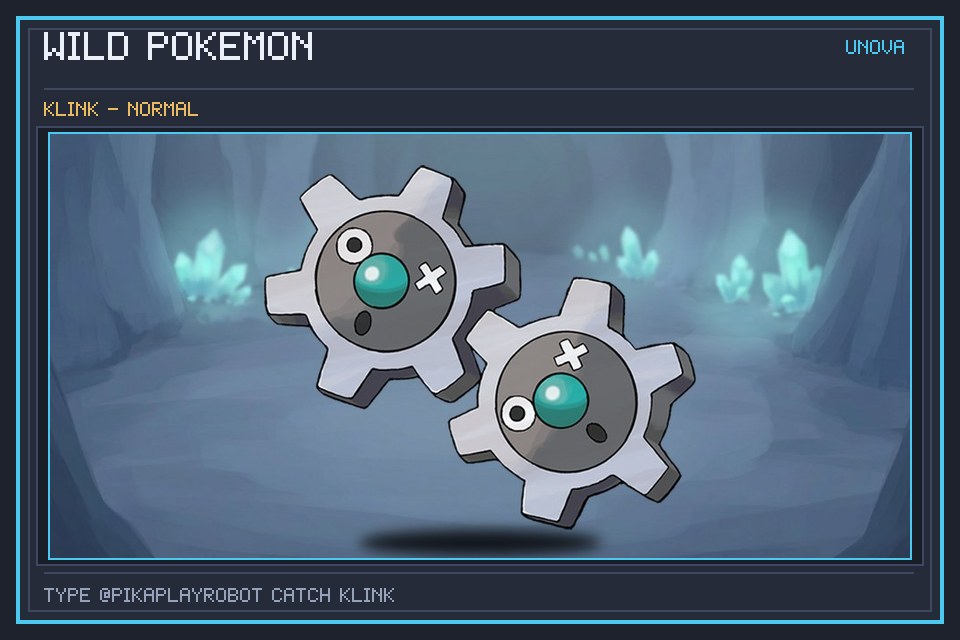 WILD POKEMON
UNOVA
KLINK - NORMAL
TYPE @PIKAPLAYROBOT CATCH KLINK